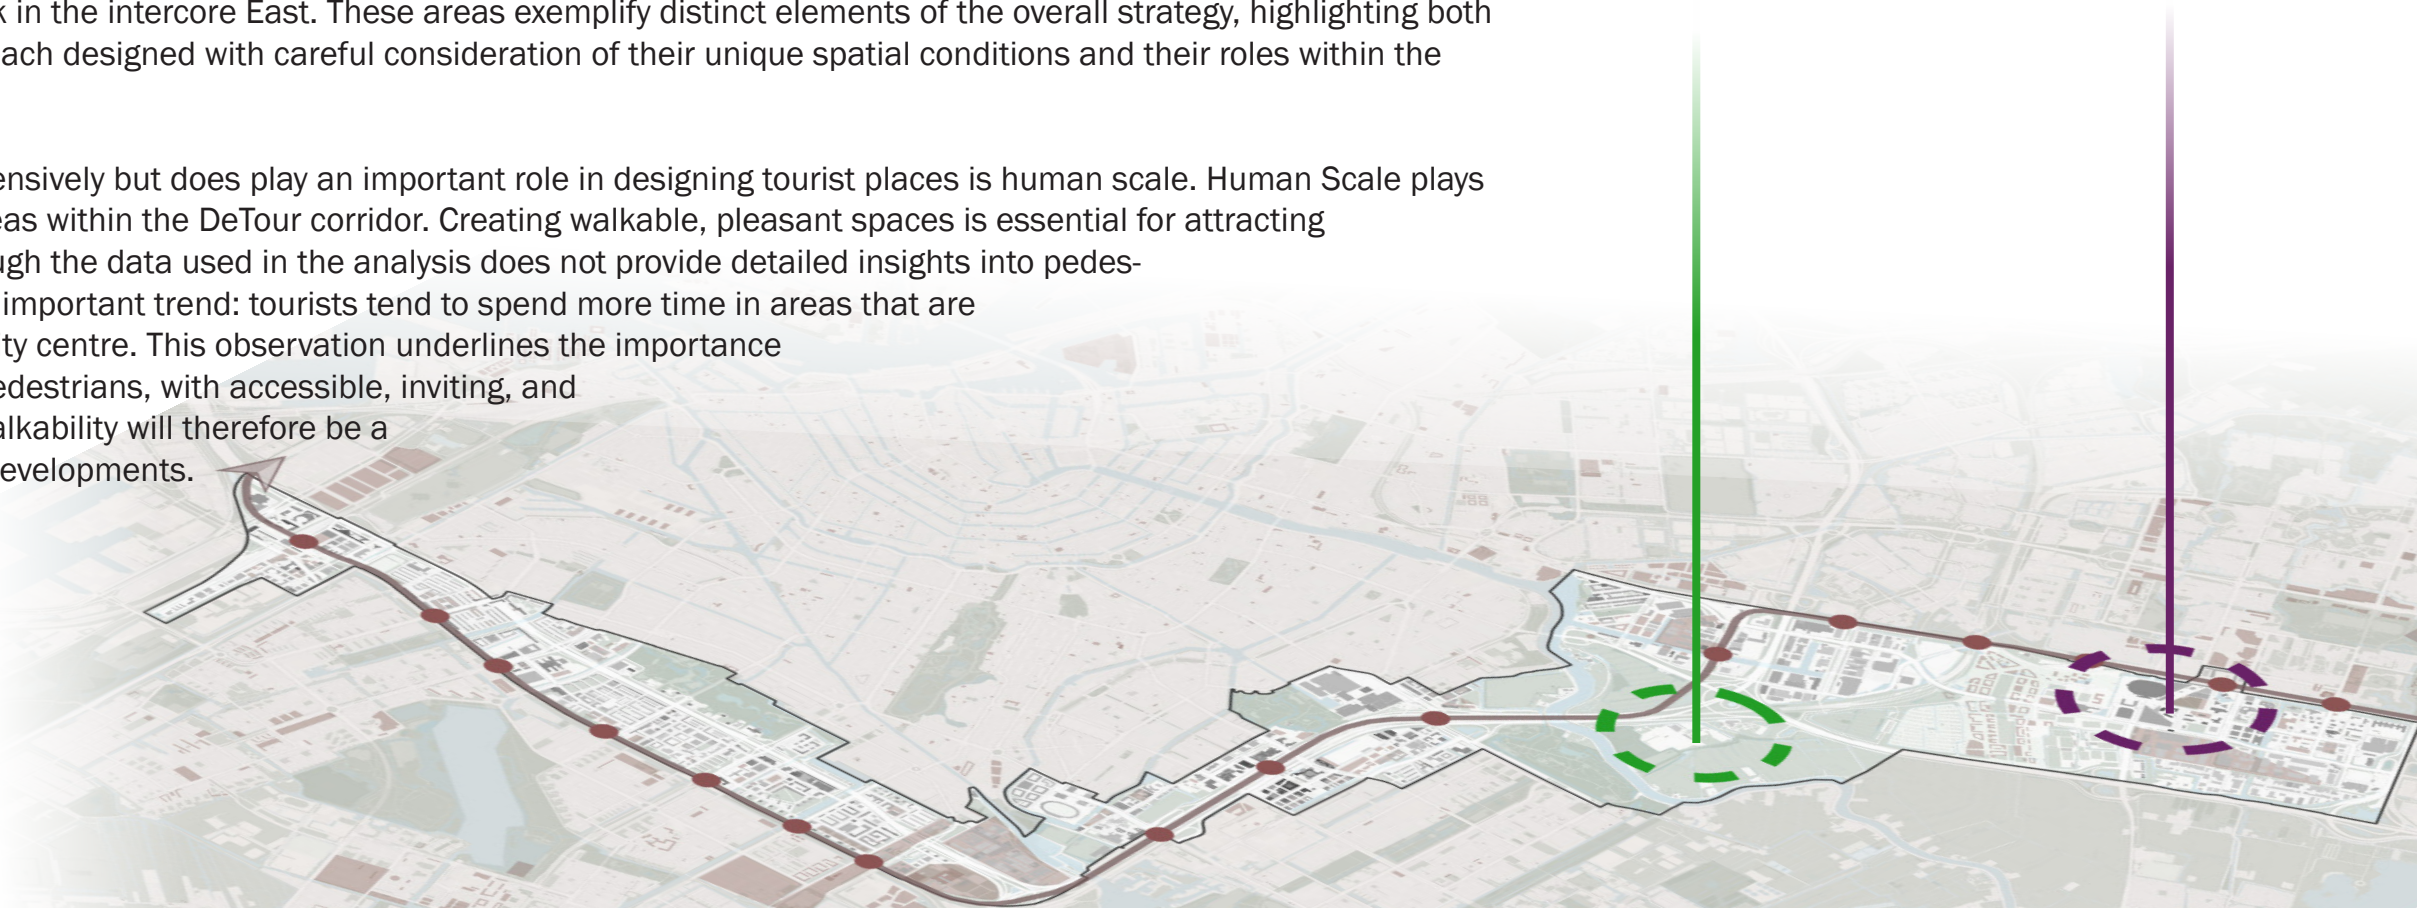 k in the intercore East. These areas exemplify distinct elements of the overall strategy, highlighting both
ach designed with careful consideration of their unique spatial conditions and their roles within the
ensively but does play an important role in designing tourist places is human scale. Human Scale plays
eas within the DeTour corridor. Creating walkable, pleasant spaces is essential for attracting
ugh the data used in the analysis does not provide detailed insights into pedes-
important trend: tourists tend to spend more time in areas that are
ty centre. This observation underlines the importance
edestrians, with accessible, inviting, and
alkability will therefore be a
evelopments.